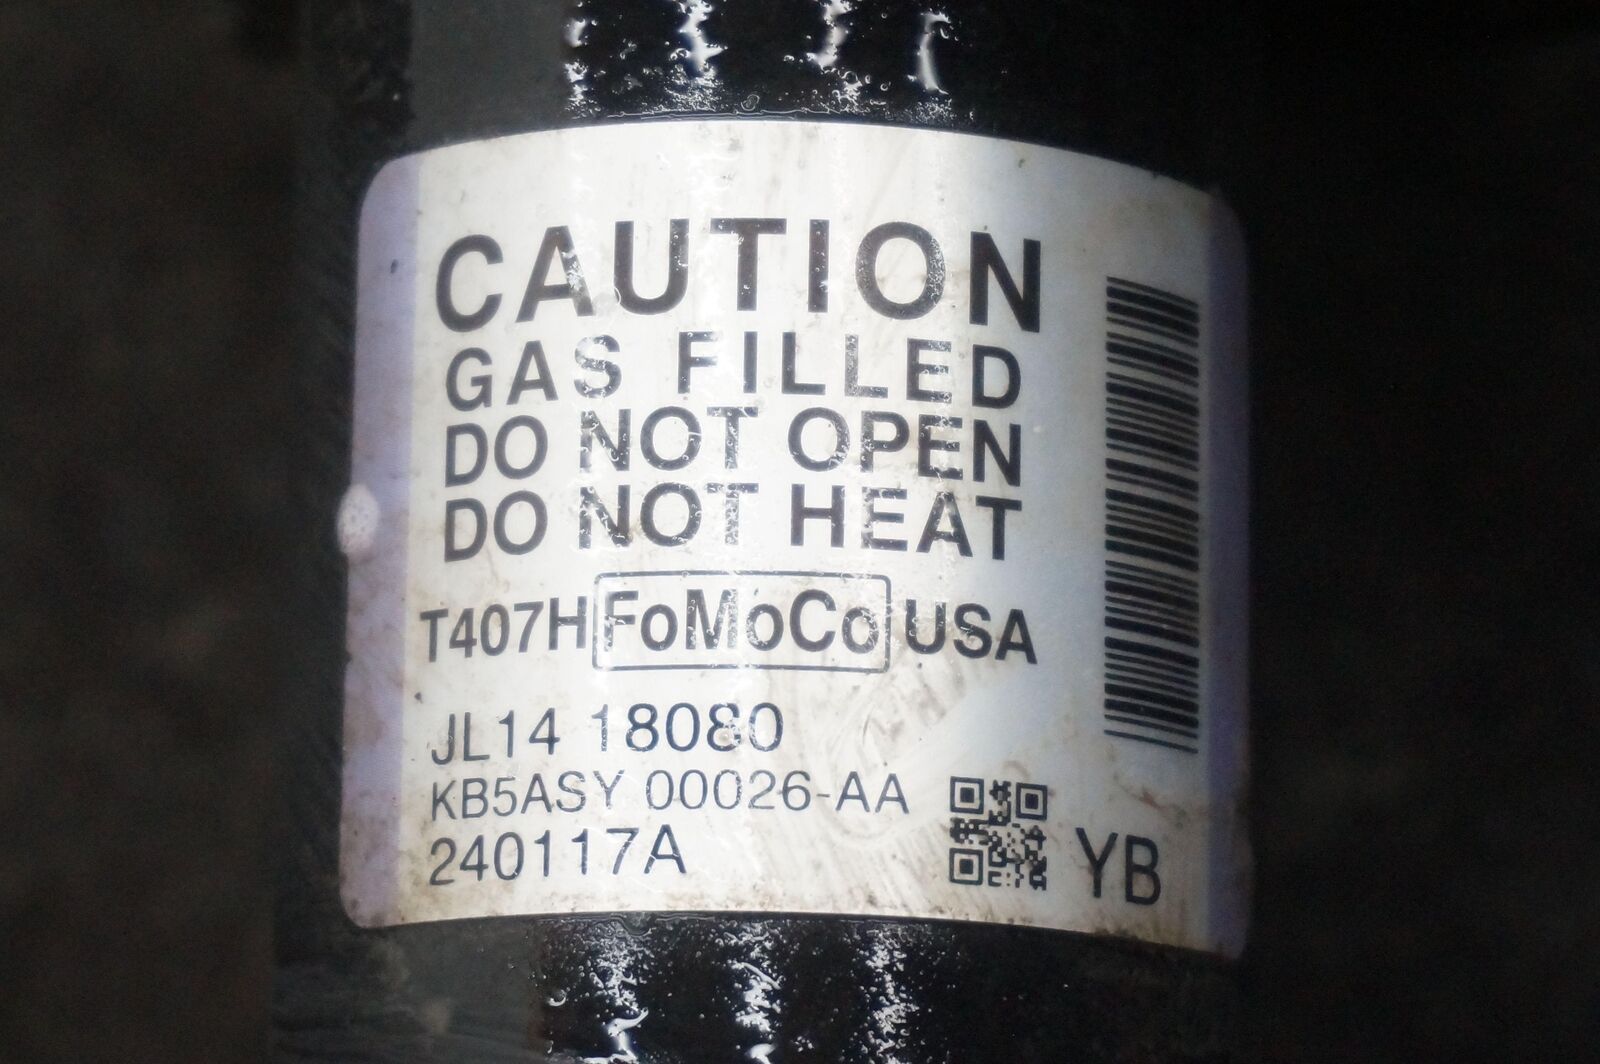 CAUTION
GAS FILLED
DO NOT OPEN
DO NOT HEAT
T407H FoMoCo USA
JL14 18080
KB5ASY 00026-AA
240117A
YB